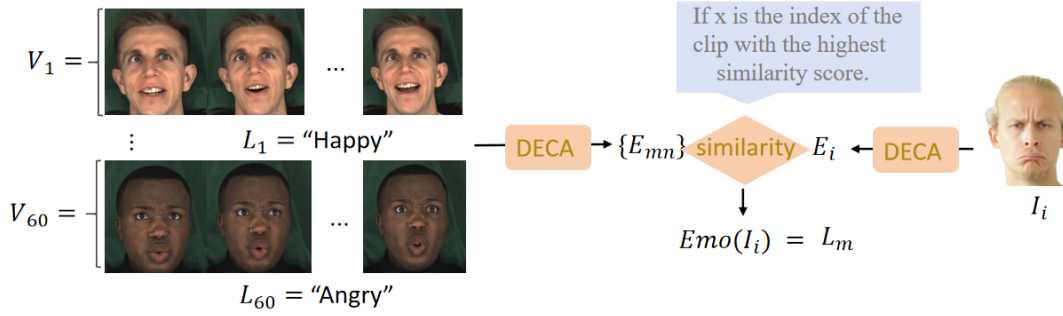 V₁ =
...
L₁ = “Happy”
⋮
V₆₀ =
...
L₆₀ = “Angry”
DECA
{Eₘₙ}
If x is the index of the
clip with the highest
similarity score.
similarity
Eᵢ
DECA
Iᵢ
Emo(Iᵢ) = Lₘ